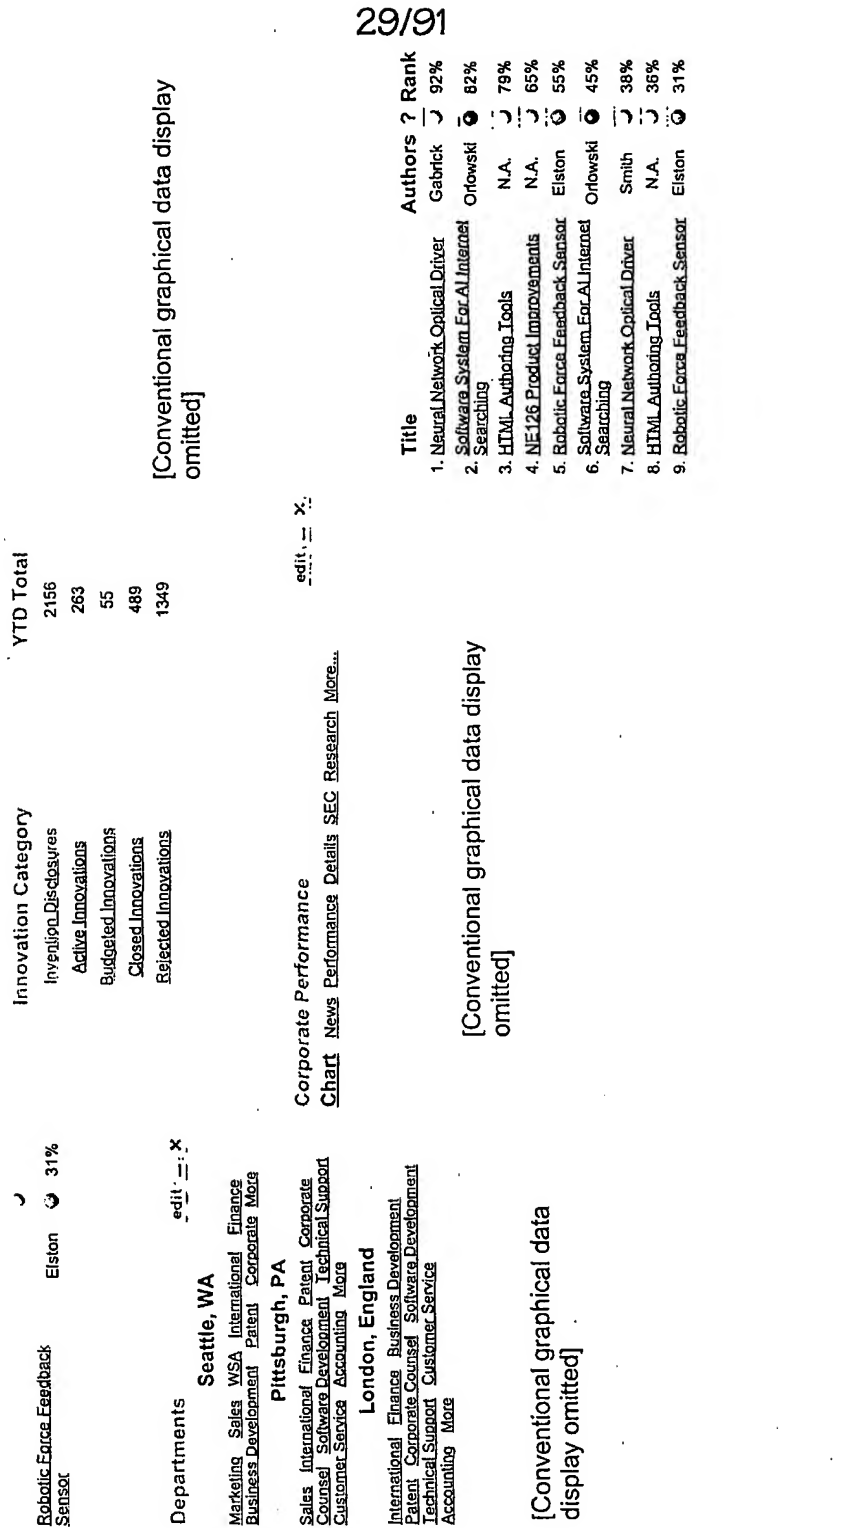 29/91
Robotic Force Feedback Elston 31%
Sensor
Departments edit
Seattle, WA
Marketing Sales WSA International Finance
Business Development Patent Corporate More
Pittsburgh, PA
Sales International Finance Patent Corporate
Counsel Software Development Technical Support
Customer Service Accounting More
London, England
International Finance Business Development
Patent Corporate Counsel Software Development
Technical Support Customer Service
Accounting More
[Conventional graphical data
display omitted]
Innovation Category YTD Total
Invention Disclosures 2156
Active Innovations 263
Budgeted Innovations 55
Closed Innovations 489
Rejected Innovations 1349
Corporate Performance edit X
Chart News Performance Details SEC Research More...
[Conventional graphical data display
omitted]
[Conventional graphical data display
omitted]
Title Authors ? Rank
1. Neural Network Optical Driver Gabrick 92%
Software System For AI Internet Orlowski 82%
2. Searching
3. HTML Authoring Tools N.A. 79%
4. NE126 Product Improvements N.A. 65%
5. Robotic Force Feedback Sensor Elston 55%
Software System For AI Internet Orlowski 45%
6. Searching
7. Neural Network Optical Driver Smith 38%
8. HTML Authoring Tools N.A. 36%
9. Robotic Force Feedback Sensor Elston 31%